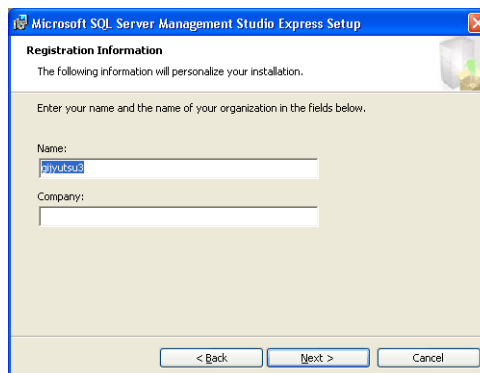 Microsoft SQL Server Management Studio Express Setup
Registration Information
The following information will personalize your installation.
Enter your name and the name of your organization in the fields below.
Name:
gijyutsu3
Company:
< Back
Next >
Cancel